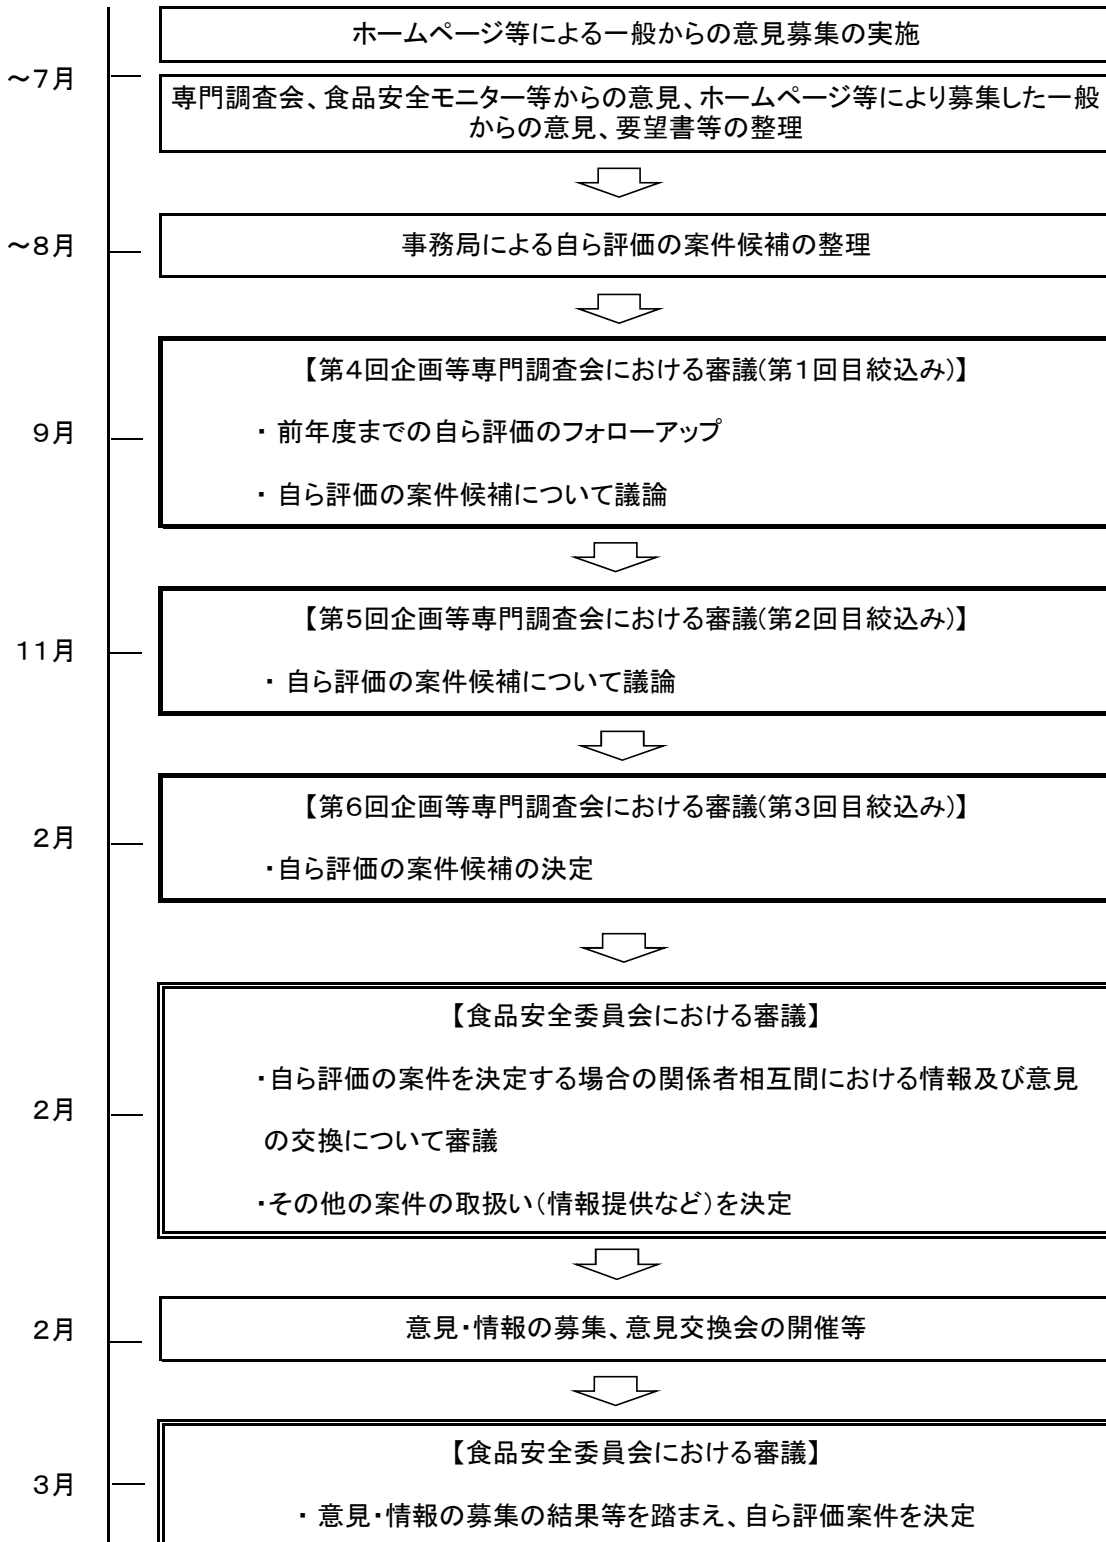 ホームページ等による一般からの意見募集の実施
～7月
専門調査会、食品安全モニター等からの意見、ホームページ等により募集した一般
からの意見、要望書等の整理
～8月
事務局による自ら評価の案件候補の整理
【第4回企画等専門調査会における審議(第1回目絞込み)】
9月
・ 前年度までの自ら評価のフォローアップ
・ 自ら評価の案件候補について議論
【第5回企画等専門調査会における審議(第2回目絞込み)】
11月
・ 自ら評価の案件候補について議論
【第6回企画等専門調査会における審議(第3回目絞込み)】
2月
・自ら評価の案件候補の決定
【食品安全委員会における審議】
・自ら評価の案件を決定する場合の関係者相互間における情報及び意見
2月
の交換について審議
・その他の案件の取扱い（情報提供など）を決定
2月
意見・情報の募集、意見交換会の開催等
【食品安全委員会における審議】
3月
・ 意見・情報の募集の結果等を踏まえ、自ら評価案件を決定